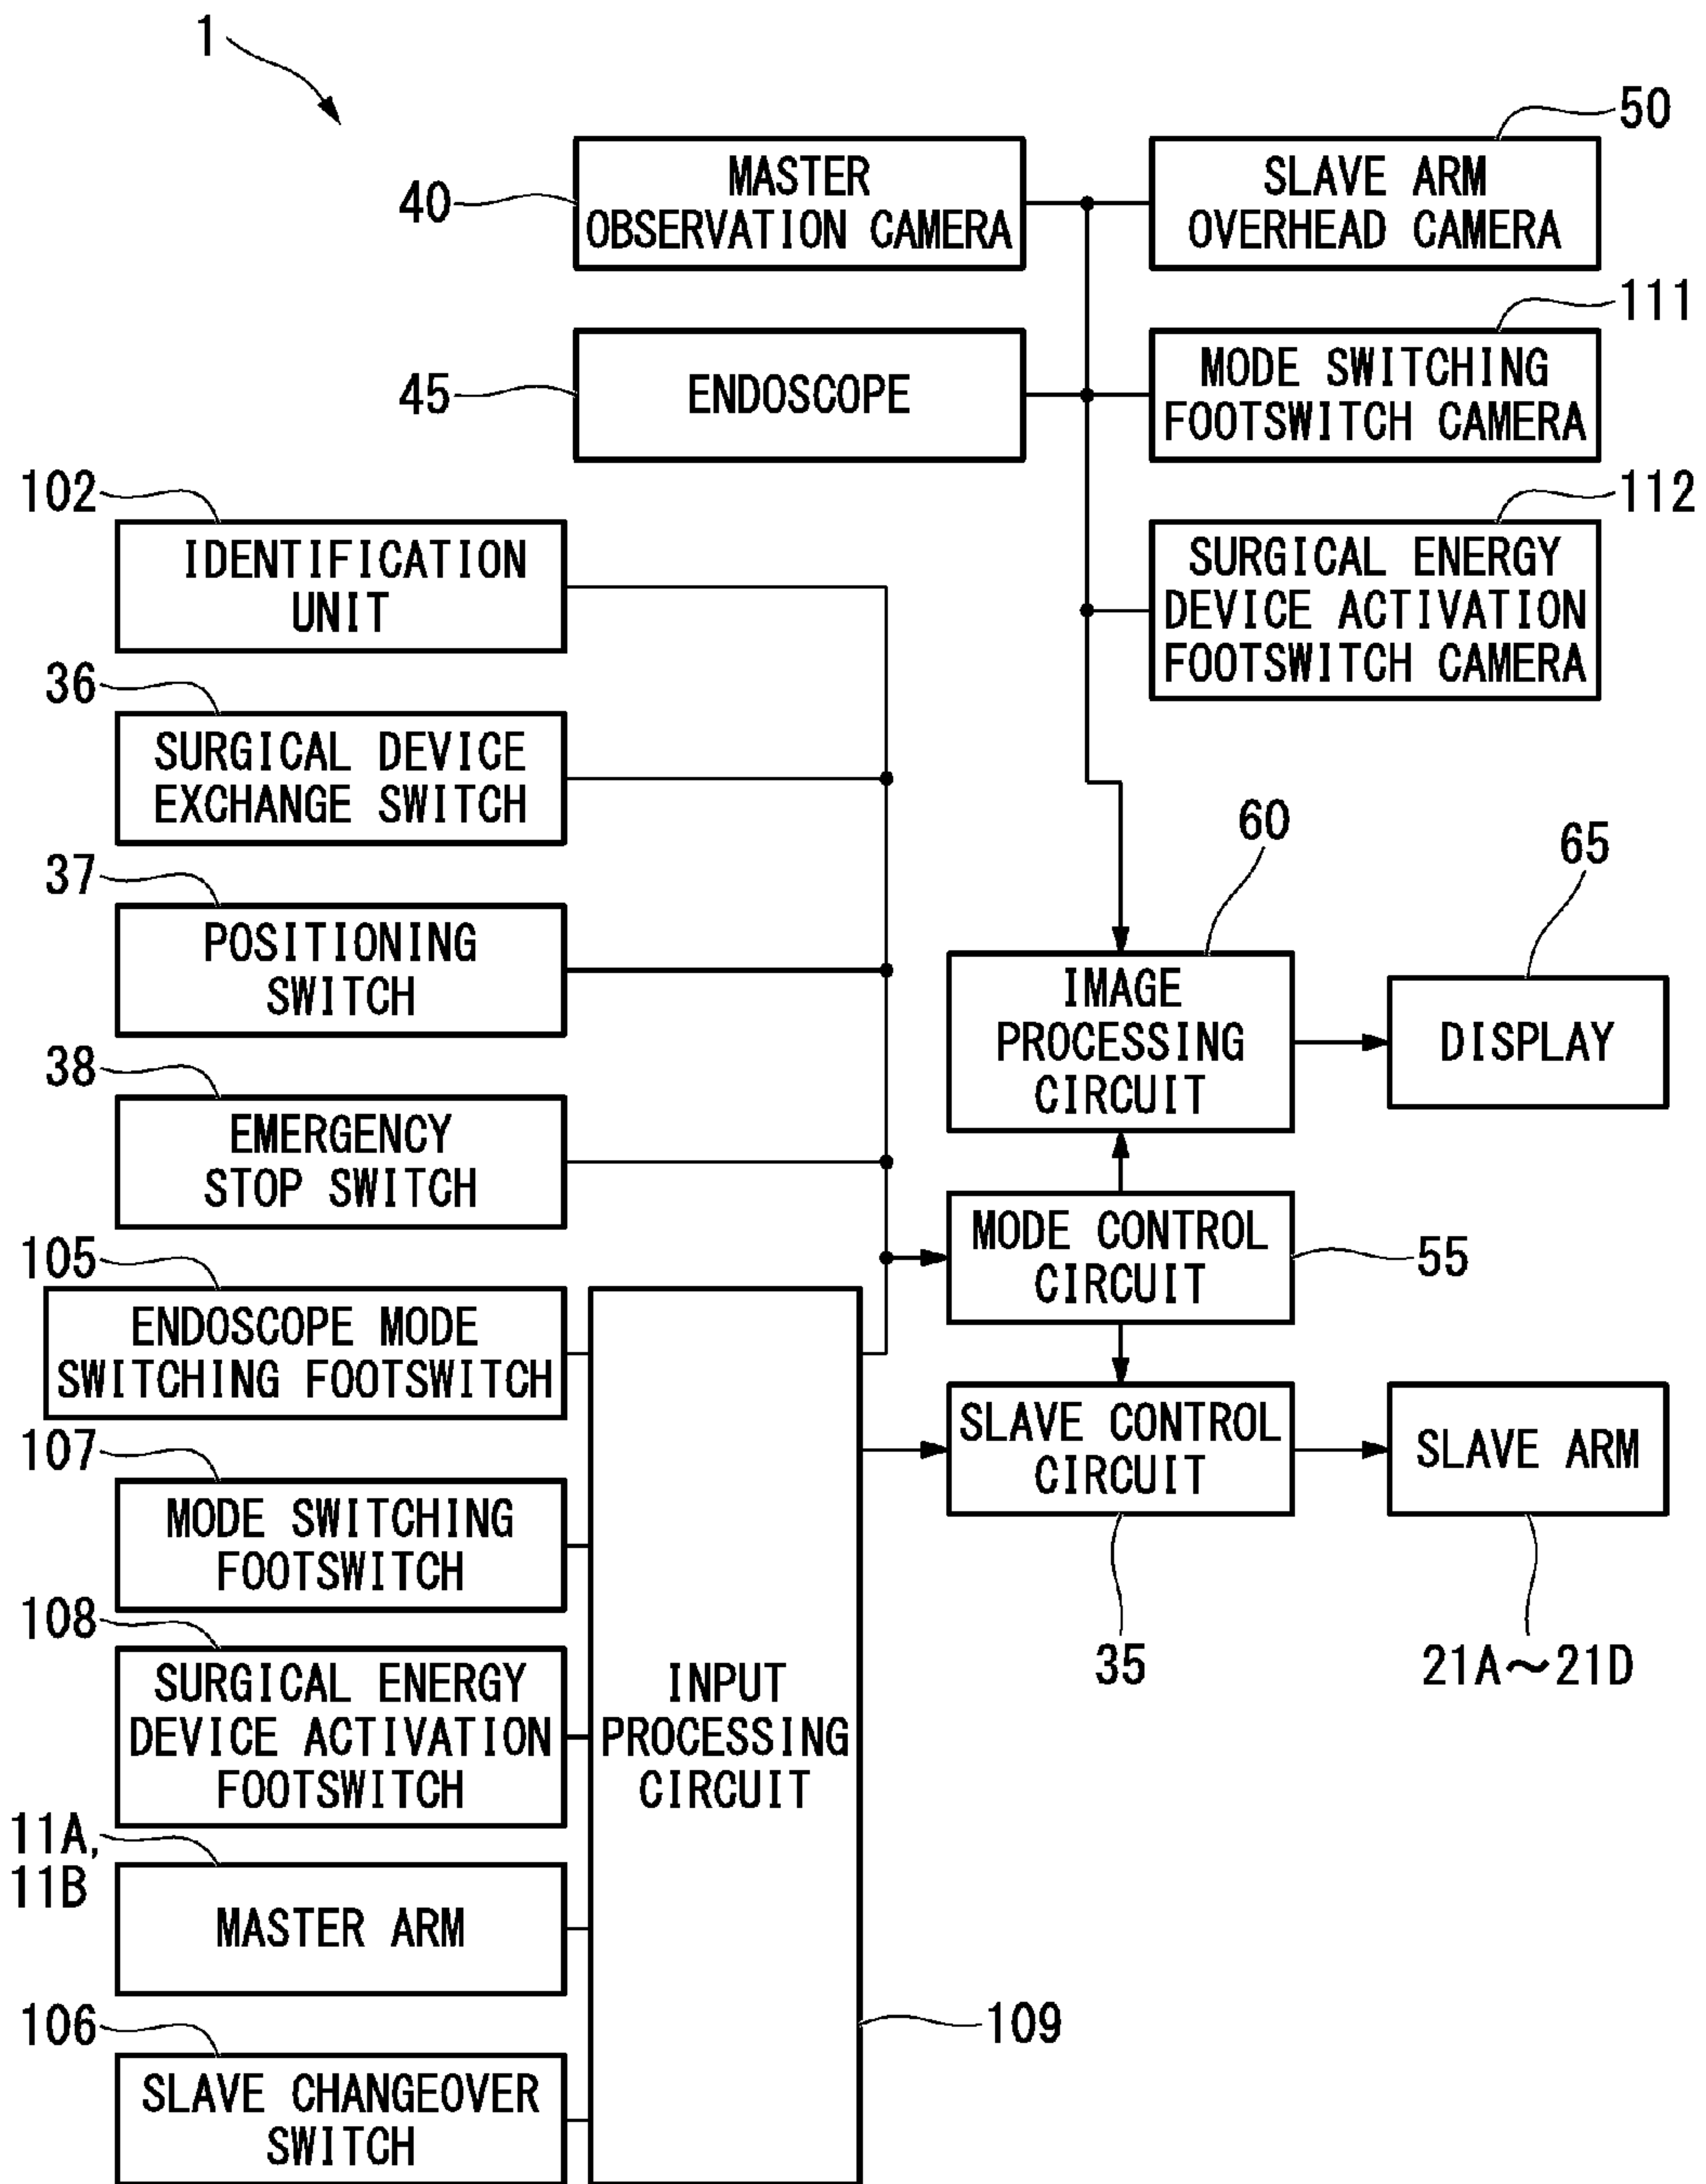 1
50
40
MASTER
OBSERVATION CAMERA
SLAVE ARM
OVERHEAD CAMERA
111
45
ENDOSCOPE
MODE SWITCHING
FOOTSWITCH CAMERA
102
112
IDENTIFICATION
UNIT
SURGICAL ENERGY
DEVICE ACTIVATION
FOOTSWITCH CAMERA
36
SURGICAL DEVICE
EXCHANGE SWITCH
60
65
37
POSITIONING
SWITCH
IMAGE
PROCESSING
CIRCUIT
DISPLAY
38
EMERGENCY
STOP SWITCH
MODE CONTROL
CIRCUIT
55
105
ENDOSCOPE MODE
SWITCHING FOOTSWITCH
SLAVE CONTROL
CIRCUIT
SLAVE ARM
107
MODE SWITCHING
FOOTSWITCH
35
21A〜21D
108
SURGICAL ENERGY
DEVICE ACTIVATION
FOOTSWITCH
INPUT
PROCESSING
CIRCUIT
11A,
11B
MASTER ARM
109
106
SLAVE CHANGEOVER
SWITCH